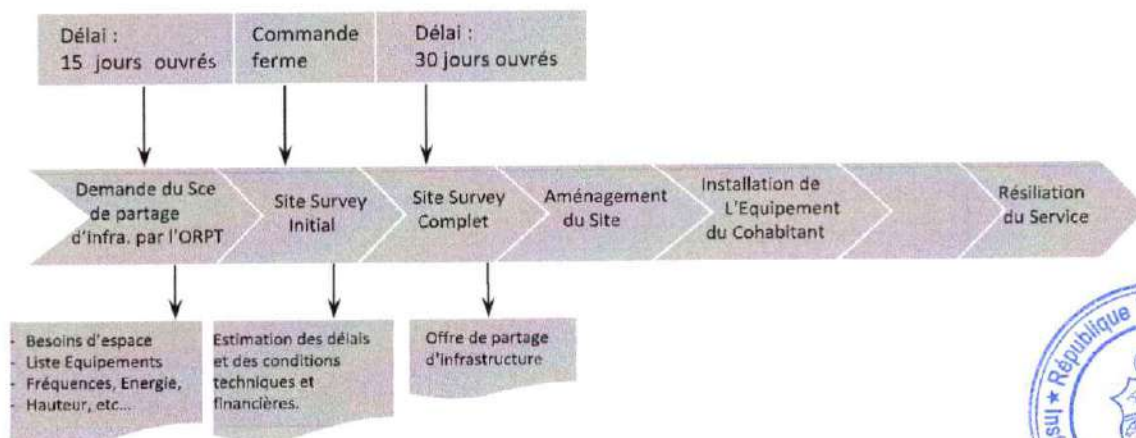 Délai :
15 jours ouvrés
Commande
ferme
Délai :
30 jours ouvrés
Demande du Sce
de partage
d'infra. par l'ORPT
Site Survey
Initial
Site Survey
Complet
Aménagement
du Site
Installation de
L'Equipement
du Cohabitant
Résiliation
du Service
- Besoins d'espace
- Liste Equipements
- Fréquences, Energie,
- Hauteur, etc...
Estimation des délais
et des conditions
techniques et
financières.
Offre de partage
d'infrastructure
République
★ Ins